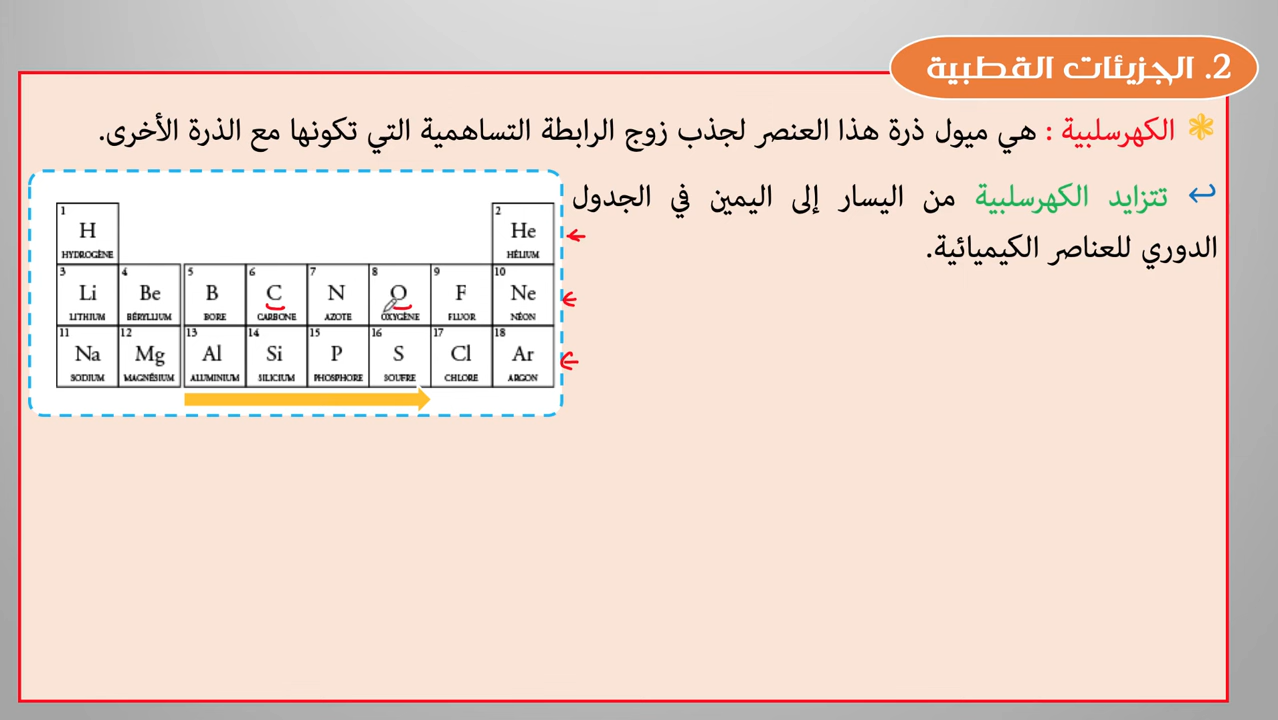 2. الجزيئات القطبية
الكهرسلبية : هي ميول ذرة هذا العنصر لجذب زوج الرابطة التساهمية التي تكونها مع الذرة الأخرى.
تتزايد الكهرسلبية من اليسار إلى اليمين في الجدول
الدوري للعناصر الكيميائية.
1 2
H He
HYDROGÈNE HÉLIUM
3 4 5 6 7 8 9 10
Li Be B C N O F Ne
LITHIUM BÉRYLLIUM BORE CARBONE AZOTE OXYGÈNE FLUOR NÉON
11 12 13 14 15 16 17 18
Na Mg Al Si P S Cl Ar
SODIUM MAGNÉSIUM ALUMINIUM SILICIUM PHOSPHORE SOUFRE CHLORE ARGON